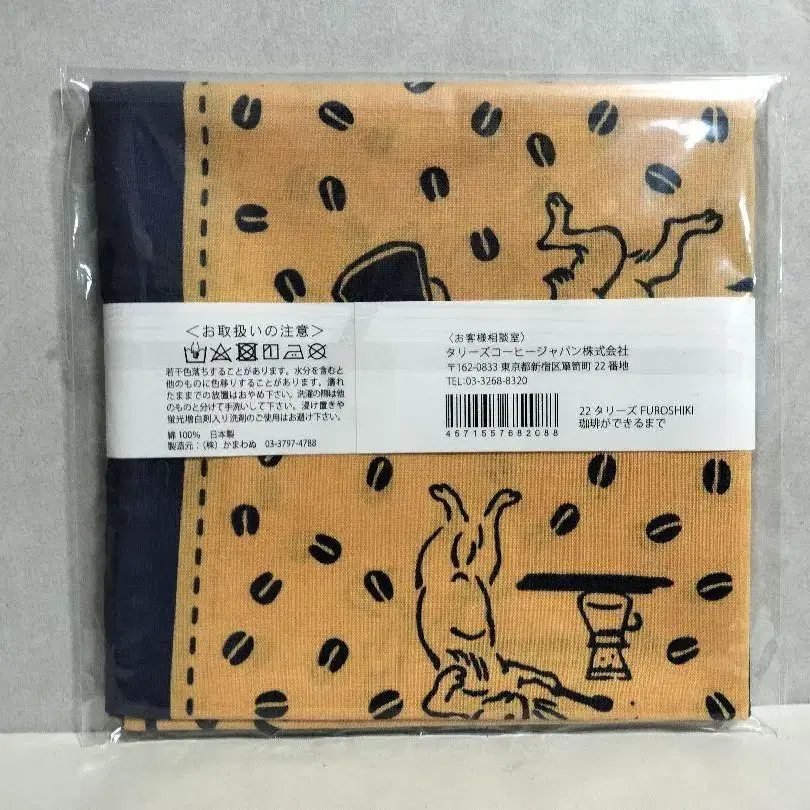 ＜お取扱いの注意＞
若干色落ちすることがあります。水分を含むと
他のものに色移りすることがあります。濡れ
たままでの放置はおやめ下さい。洗濯の際は他
のものと分けて手洗いして下さい。浸け置きや
蛍光増白剤入り洗剤のご使用はお避け下さい。
綿100% 日本製
製造元：(株) かまわぬ 03-3797-4788
〈お客様相談室〉
タリーズコーヒージャパン株式会社
〒162-0833 東京都新宿区箪笥町 22 番地
TEL:03-3268-8320
4571557682088
22 タリーズ FUROSHIKI
珈琲ができるまで